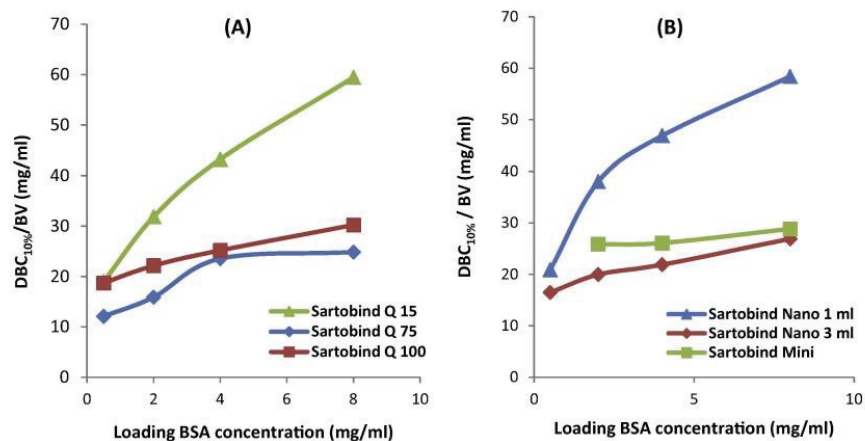 (A)
DBC10%/BV (mg/ml)
70
60
50
40
30
20
10
0
0 2 4 6 8 10
Loading BSA concentration (mg/ml)
Sartobind Q 15
Sartobind Q 75
Sartobind Q 100
(B)
DBC10% / BV (mg/ml)
70
60
50
40
30
20
10
0
0 5 10
Loading BSA concentration (mg/ml)
Sartobind Nano 1 ml
Sartobind Nano 3 ml
Sartobind Mini